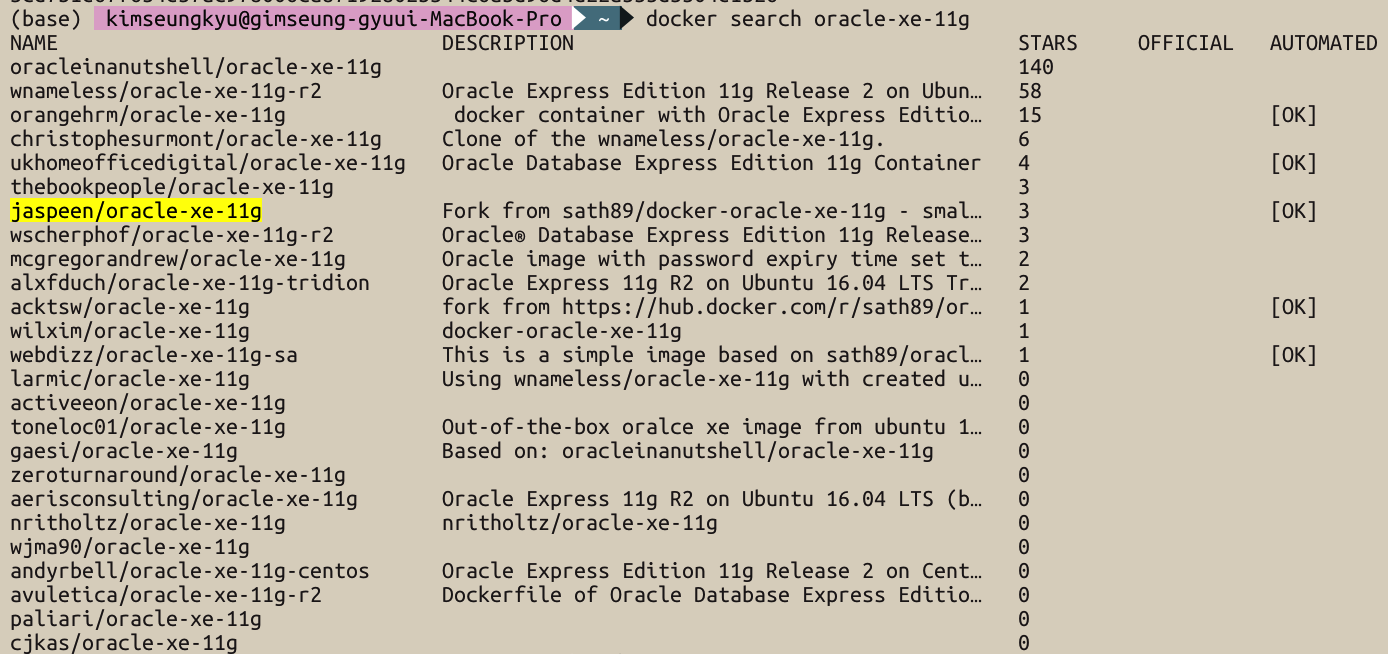 (base) kimseungkyu@gimseung-gyuui-MacBook-Pro ~ docker search oracle-xe-11g
NAME DESCRIPTION STARS OFFICIAL AUTOMATED
oracleinanutshell/oracle-xe-11g 140
wnameless/oracle-xe-11g-r2 Oracle Express Edition 11g Release 2 on Ubun… 58
orangehrm/oracle-xe-11g docker container with Oracle Express Editio… 15 [OK]
christophesurmont/oracle-xe-11g Clone of the wnameless/oracle-xe-11g. 6
ukhomeofficedigital/oracle-xe-11g Oracle Database Express Edition 11g Container 4 [OK]
thebookpeople/oracle-xe-11g 3
jaspeen/oracle-xe-11g Fork from sath89/docker-oracle-xe-11g - smal… 3 [OK]
wscherphof/oracle-xe-11g-r2 Oracle® Database Express Edition 11g Release… 3
mcgregorandrew/oracle-xe-11g Oracle image with password expiry time set t… 2
alxfduch/oracle-xe-11g-tridion Oracle Express 11g R2 on Ubuntu 16.04 LTS Tr… 2
acktsw/oracle-xe-11g fork from https://hub.docker.com/r/sath89/or… 1 [OK]
wilxim/oracle-xe-11g docker-oracle-xe-11g 1
webdizz/oracle-xe-11g-sa This is a simple image based on sath89/oracl… 1 [OK]
larmic/oracle-xe-11g Using wnameless/oracle-xe-11g with created u… 0
activeeon/oracle-xe-11g 0
toneloc01/oracle-xe-11g Out-of-the-box oralce xe image from ubuntu 1… 0
gaesi/oracle-xe-11g Based on: oracleinanutshell/oracle-xe-11g 0
zeroturnaround/oracle-xe-11g 0
aerisconsulting/oracle-xe-11g Oracle Express 11g R2 on Ubuntu 16.04 LTS (b… 0
nritholtz/oracle-xe-11g nritholtz/oracle-xe-11g 0
wjma90/oracle-xe-11g 0
andyrbell/oracle-xe-11g-centos Oracle Express Edition 11g Release 2 on Cent… 0
avuletica/oracle-xe-11g-r2 Dockerfile of Oracle Database Express Editio… 0
paliari/oracle-xe-11g 0
cjkas/oracle-xe-11g 0